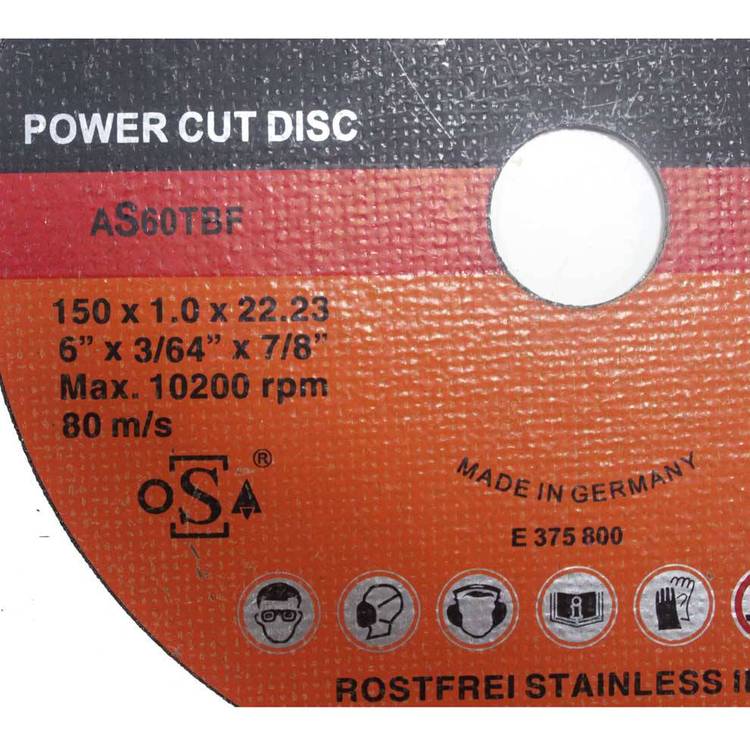 POWER CUT DISC
AS60TBF
150 x 1.0 x 22.23
6" x 3/64" x 7/8"
Max. 10200 rpm
80 m/s
oSA®
MADE IN GERMANY
E 375 800
ROSTFREI STAINLESS